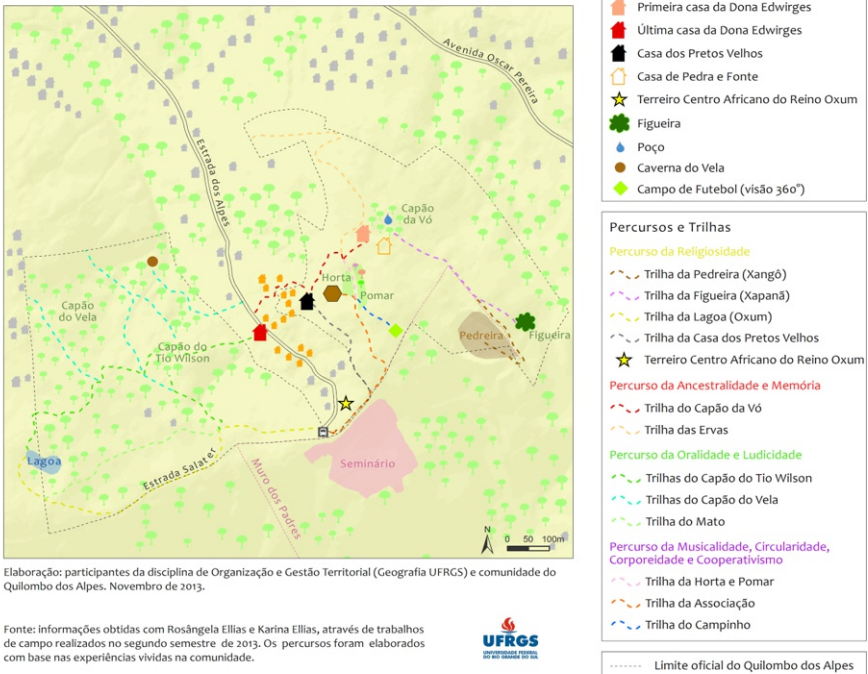 Avenida Oscar Pereira
Estrada dos Alpes
Capão
da Vó
Horta
Pomar
Capão
do Vela
Capão do
Tio Wilson
Pedreira
Figueira
Lagoa
Estrada Salater
Muro dos Padres
Seminário
N
0 50 100m
Elaboração: participantes da disciplina de Organização e Gestão Territorial (Geografia UFRGS) e comunidade do
Quilombo dos Alpes. Novembro de 2013.
Fonte: informações obtidas com Rosângela Ellias e Karina Ellias, através de trabalhos
de campo realizados no segundo semestre de 2013. Os percursos foram elaborados
com base nas experiências vividas na comunidade.
UFRGS
UNIVERSIDADE FEDERAL
DO RIO GRANDE DO SUL
Primeira casa da Dona Edwirges
Última casa da Dona Edwirges
Casa dos Pretos Velhos
Casa de Pedra e Fonte
Terreiro Centro Africano do Reino Oxum
Figueira
Poço
Caverna do Vela
Campo de Futebol (visão 360°)
Percursos e Trilhas
Percurso da Religiosidade
Trilha da Pedreira (Xangô)
Trilha da Figueira (Xapanã)
Trilha da Lagoa (Oxum)
Trilha da Casa dos Pretos Velhos
Terreiro Centro Africano do Reino Oxum
Percurso da Ancestralidade e Memória
Trilha do Capão da Vó
Trilha das Ervas
Percurso da Oralidade e Ludicidade
Trilhas do Capão do Tio Wilson
Trilhas do Capão do Vela
Trilha do Mato
Percurso da Musicalidade, Circularidade,
Corporeidade e Cooperativismo
Trilha da Horta e Pomar
Trilha da Associação
Trilha do Campinho
Limite oficial do Quilombo dos Alpes